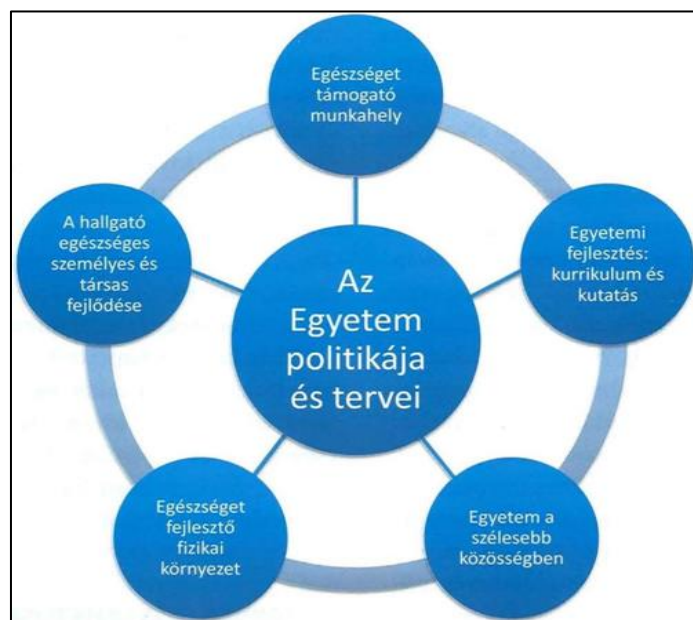 Egészséget
támogató
munkahely
A hallgató
egészséges
személyes és
társas
fejlődése
Egyetemi
fejlesztés:
kurrikulum és
kutatás
Az
Egyetem
politikája
és tervei
Egészséget
fejlesztő
fizikai
környezet
Egyetem a
szélesebb
közösségben